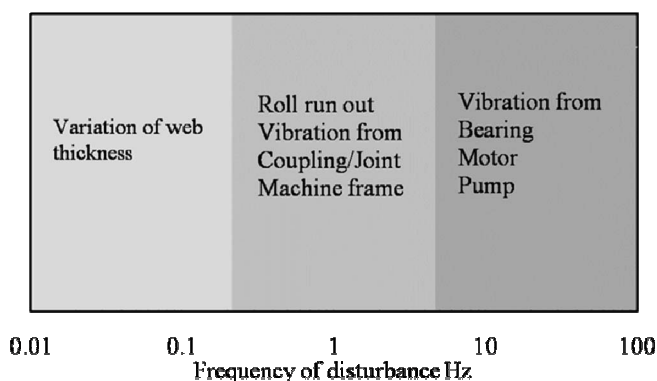 Variation of web
thickness
Roll run out
Vibration from
Coupling/Joint
Machine frame
Vibration from
Bearing
Motor
Pump
0.01 0.1 1 10 100
Frequency of disturbance Hz